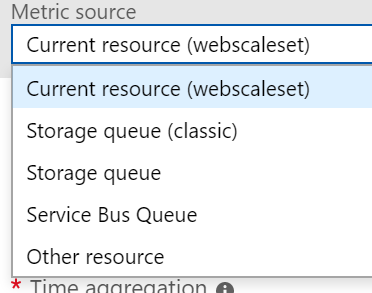 Metric source
Current resource (webscaleset)
Current resource (webscaleset)
Storage queue (classic)
Storage queue
Service Bus Queue
Other resource
* Time aggregation